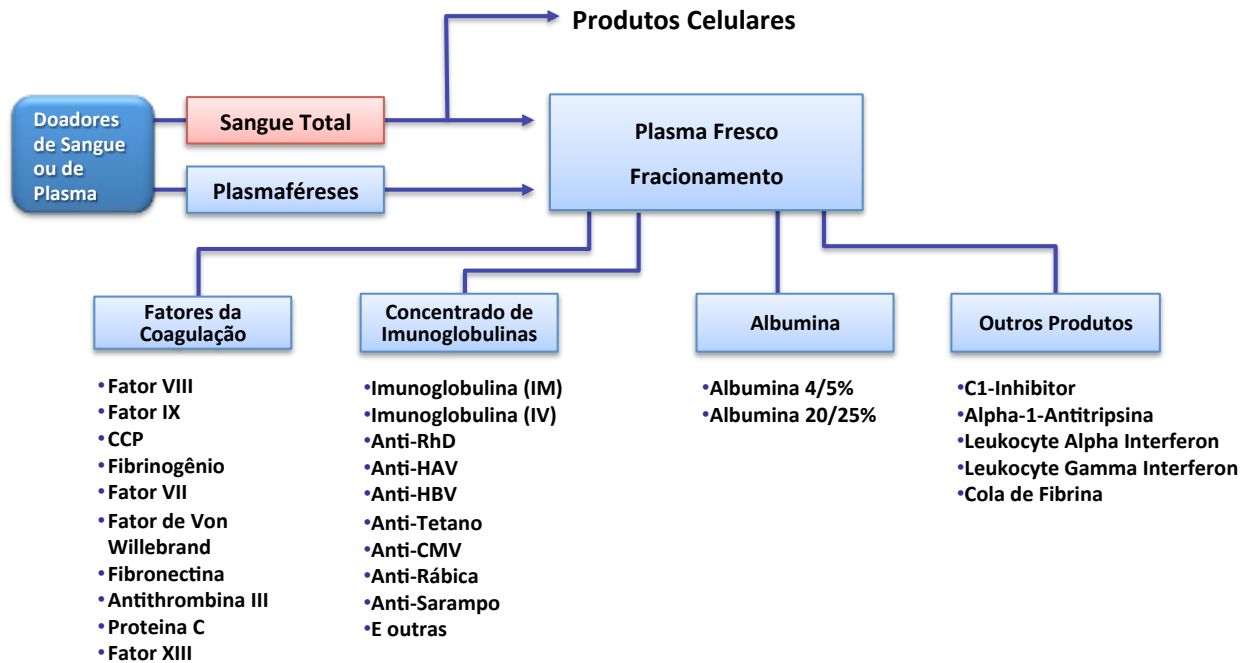 Produtos Celulares
Doadores
de Sangue
ou de
Plasma
Sangue Total
Plasmaféreses
Plasma Fresco
Fracionamento
Fatores da
Coagulação
•Fator VIII
•Fator IX
•CCP
•Fibrinogênio
•Fator VII
•Fator de Von
Willebrand
•Fibronectina
•Antithrombina III
•Proteina C
•Fator XIII
Concentrado de
Imunoglobulinas
•Imunoglobulina (IM)
•Imunoglobulina (IV)
•Anti-RhD
•Anti-HAV
•Anti-HBV
•Anti-Tetano
•Anti-CMV
•Anti-Rábica
•Anti-Sarampo
•E outras
Albumina
•Albumina 4/5%
•Albumina 20/25%
Outros Produtos
•C1-Inhibitor
•Alpha-1-Antitripsina
•Leukocyte Alpha Interferon
•Leukocyte Gamma Interferon
•Cola de Fibrina